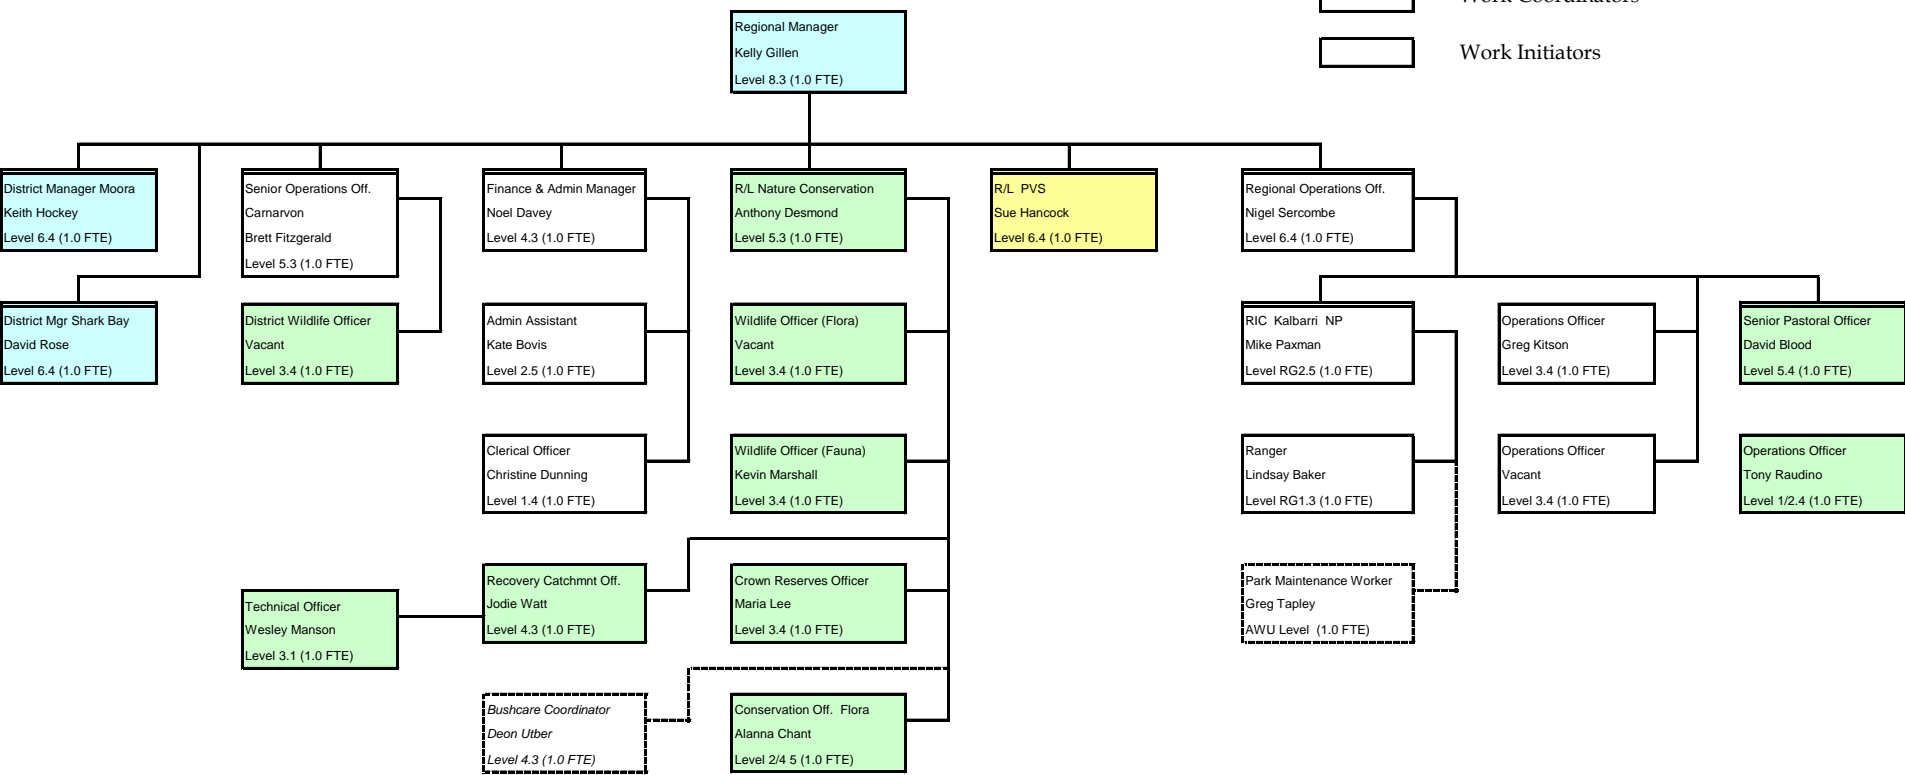 Work Coordinators
Work Initiators
Regional Manager
Kelly Gillen
Level 8.3 (1.0 FTE)
District Manager Moora
Keith Hockey
Level 6.4 (1.0 FTE)
Senior Operations Off.
Carnarvon
Brett Fitzgerald
Level 5.3 (1.0 FTE)
Finance & Admin Manager
Noel Davey
Level 4.3 (1.0 FTE)
R/L Nature Conservation
Anthony Desmond
Level 5.3 (1.0 FTE)
R/L  PVS
Sue Hancock
Level 6.4 (1.0 FTE)
Regional Operations Off.
Nigel Sercombe
Level 6.4 (1.0 FTE)
District Mgr Shark Bay
David Rose
Level 6.4 (1.0 FTE)
District Wildlife Officer
Vacant
Level 3.4 (1.0 FTE)
Admin Assistant
Kate Bovis
Level 2.5 (1.0 FTE)
Wildlife Officer (Flora)
Vacant
Level 3.4 (1.0 FTE)
RIC  Kalbarri  NP
Mike Paxman
Level RG2.5 (1.0 FTE)
Operations Officer
Greg Kitson
Level 3.4 (1.0 FTE)
Senior Pastoral Officer
David Blood
Level 5.4 (1.0 FTE)
Clerical Officer
Christine Dunning
Level 1.4 (1.0 FTE)
Wildlife Officer (Fauna)
Kevin Marshall
Level 3.4 (1.0 FTE)
Ranger
Lindsay Baker
Level RG1.3 (1.0 FTE)
Operations Officer
Vacant
Level 3.4 (1.0 FTE)
Operations Officer
Tony Raudino
Level 1/2.4 (1.0 FTE)
Technical Officer
Wesley Manson
Level 3.1 (1.0 FTE)
Recovery Catchmnt Off.
Jodie Watt
Level 4.3 (1.0 FTE)
Crown Reserves Officer
Maria Lee
Level 3.4 (1.0 FTE)
Park Maintenance Worker
Greg Tapley
AWU Level  (1.0 FTE)
Bushcare Coordinator
Deon Utber
Level 4.3 (1.0 FTE)
Conservation Off.  Flora
Alanna Chant
Level 2/4 5 (1.0 FTE)